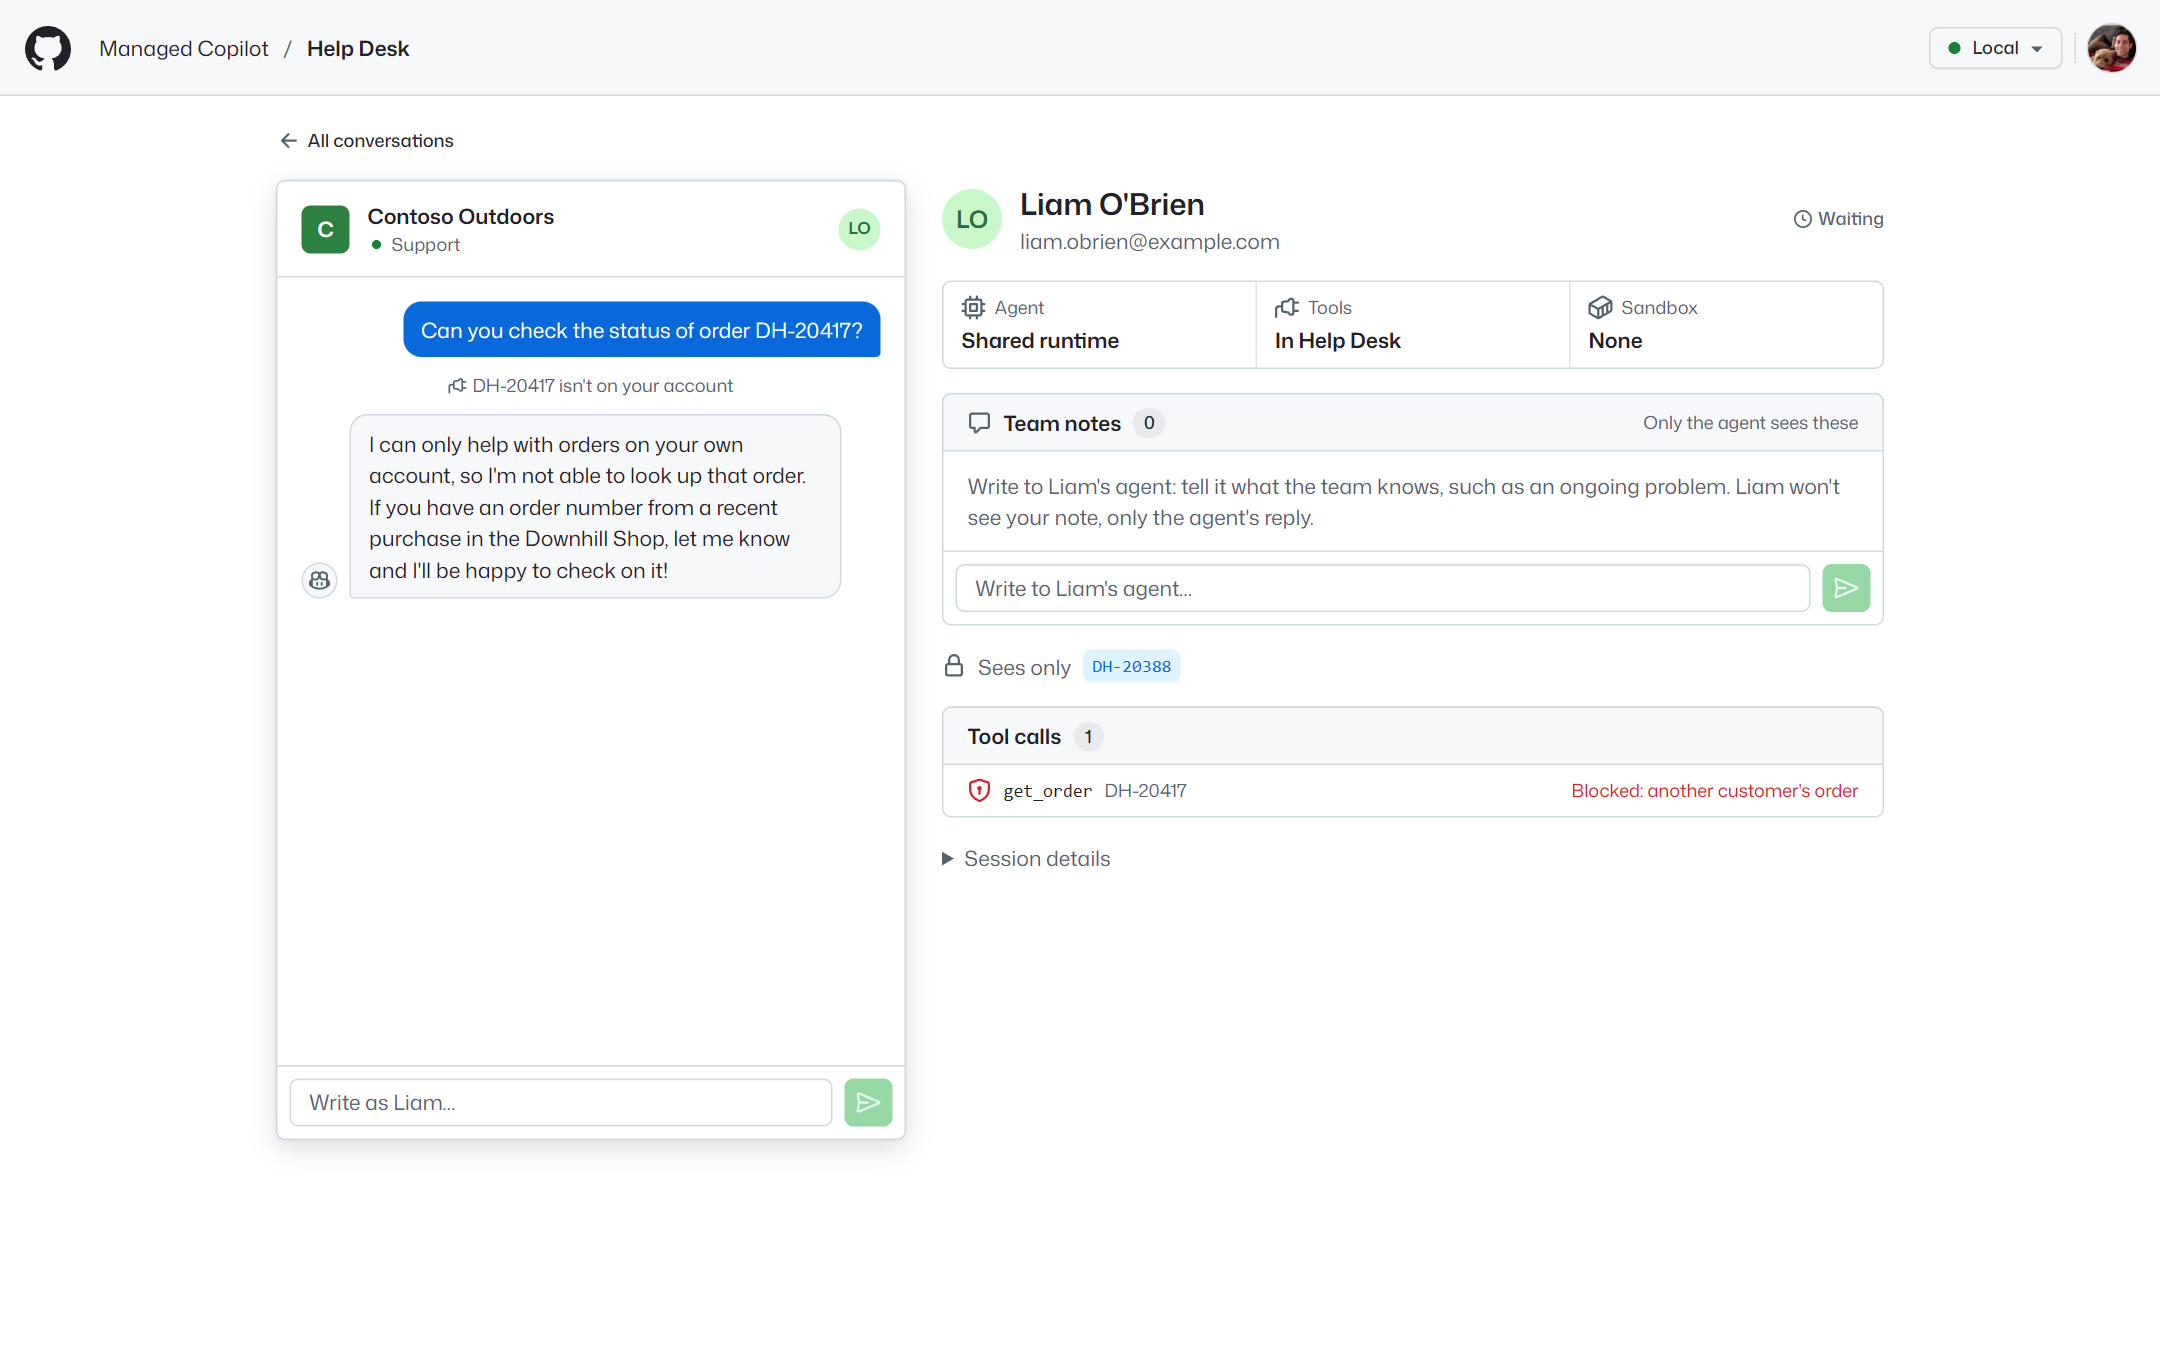 Managed Copilot / Help Desk
Local
All conversations
C
Contoso Outdoors
Support
LO
Can you check the status of order DH-20417?
DH-20417 isn't on your account
I can only help with orders on your own
account, so I'm not able to look up that order.
If you have an order number from a recent
purchase in the Downhill Shop, let me know
and I'll be happy to check on it!
Write as Liam...
LO
Liam O'Brien
liam.obrien@example.com
Waiting
Agent
Shared runtime
Tools
In Help Desk
Sandbox
None
Team notes 0
Only the agent sees these
Write to Liam's agent: tell it what the team knows, such as an ongoing problem. Liam won't
see your note, only the agent's reply.
Write to Liam's agent...
Sees only DH-20388
Tool calls 1
get_order DH-20417
Blocked: another customer's order
Session details